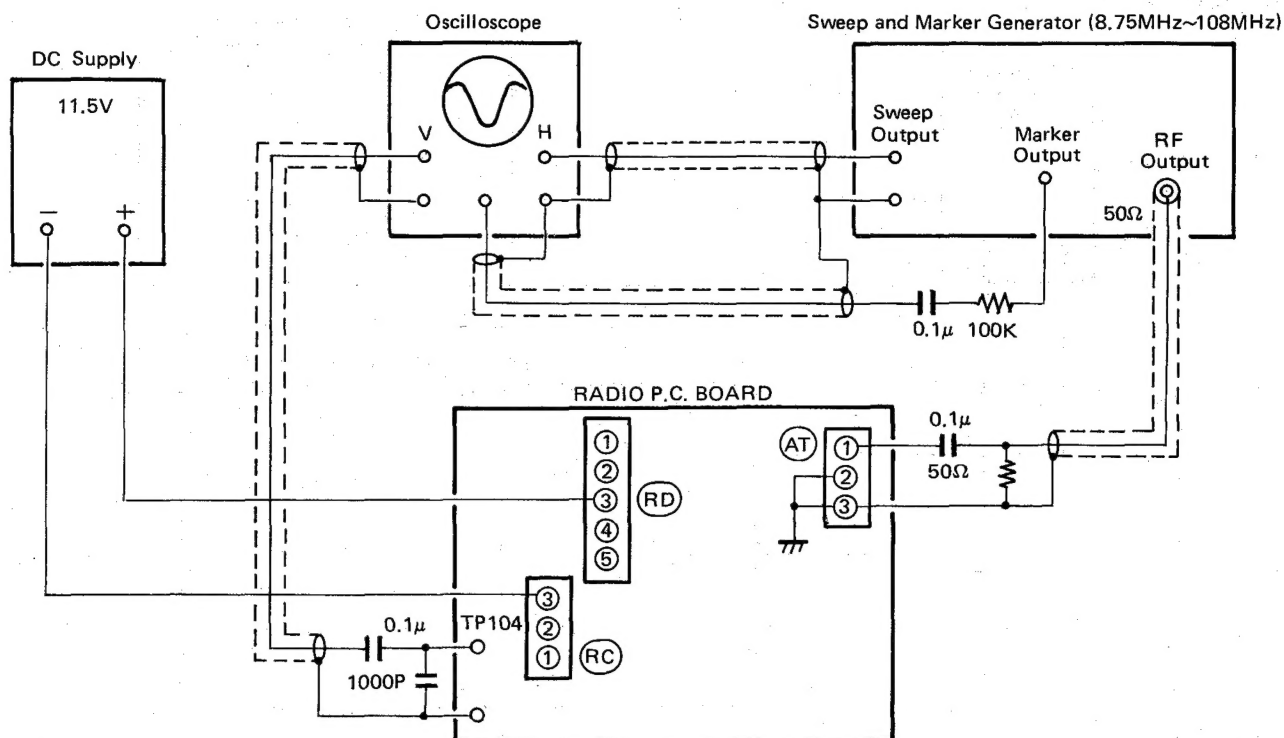 Oscilloscope
Sweep and Marker Generator (8.75MHz~108MHz)
DC Supply
11.5V
− +
V H
Sweep
Output
Marker
Output
RF
Output
50Ω
0.1μ 100K
RADIO P.C. BOARD
①
②
③
④
⑤
RD
AT
①
②
③
0.1μ
50Ω
③
②
①
RC
TP104
0.1μ
1000P